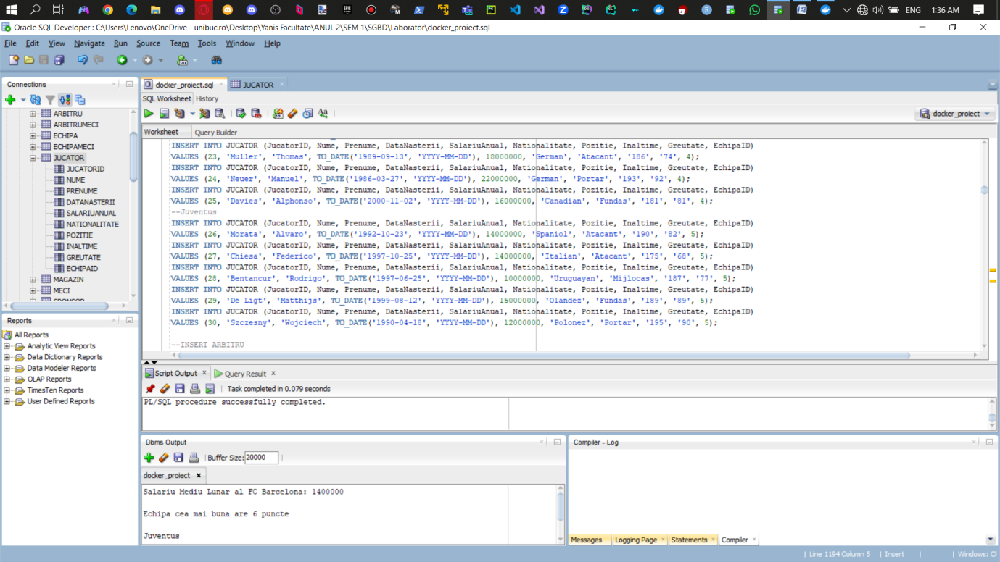 ENG
1:36 AM
Oracle SQL Developer : C:\Users\Lenovo\OneDrive - unibuc.ro\Desktop\Yanis Facultate\ANUL 2\SEM 1\SGBD\Laborator\docker_proiect.sql
File Edit View Navigate Run Source Team Tools Window Help
Connections
ARBITRU
ARBITRUMECI
ECHIPA
ECHIPAMECI
JUCATOR
JUCATORID
NUME
PRENUME
DATANASTERII
SALARIUANUAL
NATIONALITATE
POZITIE
INALTIME
GREUTATE
ECHIPAID
MAGAZIN
MECI
Reports
All Reports
Analytic View Reports
Data Dictionary Reports
Data Modeler Reports
OLAP Reports
TimesTen Reports
User Defined Reports
docker_proiect.sql
JUCATOR
SQL Worksheet History
docker_proiect
Worksheet Query Builder
INSERT INTO JUCATOR (JucatorID, Nume, Prenume, DataNasterii, SalariuAnual, Nationalitate, Pozitie, Inaltime, Greutate, EchipaID)
VALUES (23, 'Muller', 'Thomas', TO_DATE('1989-09-13', 'YYYY-MM-DD'), 18000000, 'German', 'Atacant', '186', '74', 4);
INSERT INTO JUCATOR (JucatorID, Nume, Prenume, DataNasterii, SalariuAnual, Nationalitate, Pozitie, Inaltime, Greutate, EchipaID)
VALUES (24, 'Neuer', 'Manuel', TO_DATE('1986-03-27', 'YYYY-MM-DD'), 22000000, 'German', 'Portar', '193', '92', 4);
INSERT INTO JUCATOR (JucatorID, Nume, Prenume, DataNasterii, SalariuAnual, Nationalitate, Pozitie, Inaltime, Greutate, EchipaID)
VALUES (25, 'Davies', 'Alphonso', TO_DATE('2000-11-02', 'YYYY-MM-DD'), 16000000, 'Canadian', 'Fundas', '181', '81', 4);
--Juventus
INSERT INTO JUCATOR (JucatorID, Nume, Prenume, DataNasterii, SalariuAnual, Nationalitate, Pozitie, Inaltime, Greutate, EchipaID)
VALUES (26, 'Morata', 'Alvaro', TO_DATE('1992-10-23', 'YYYY-MM-DD'), 14000000, 'Spaniol', 'Atacant', '190', '82', 5);
INSERT INTO JUCATOR (JucatorID, Nume, Prenume, DataNasterii, SalariuAnual, Nationalitate, Pozitie, Inaltime, Greutate, EchipaID)
VALUES (27, 'Chiesa', 'Federico', TO_DATE('1997-10-25', 'YYYY-MM-DD'), 14000000, 'Italian', 'Atacant', '175', '68', 5);
INSERT INTO JUCATOR (JucatorID, Nume, Prenume, DataNasterii, SalariuAnual, Nationalitate, Pozitie, Inaltime, Greutate, EchipaID)
VALUES (28, 'Bentancur', 'Rodrigo', TO_DATE('1997-06-25', 'YYYY-MM-DD'), 10000000, 'Uruguayan', 'Mijlocas', '187', '77', 5);
INSERT INTO JUCATOR (JucatorID, Nume, Prenume, DataNasterii, SalariuAnual, Nationalitate, Pozitie, Inaltime, Greutate, EchipaID)
VALUES (29, 'De Ligt', 'Matthijs', TO_DATE('1999-08-12', 'YYYY-MM-DD'), 15000000, 'Olandez', 'Fundas', '189', '89', 5);
INSERT INTO JUCATOR (JucatorID, Nume, Prenume, DataNasterii, SalariuAnual, Nationalitate, Pozitie, Inaltime, Greutate, EchipaID)
VALUES (30, 'Szczesny', 'Wojciech', TO_DATE('1990-04-18', 'YYYY-MM-DD'), 12000000, 'Polonez', 'Portar', '195', '90', 5);
--INSERT ARBITRU
Script Output Query Result
Task completed in 0.079 seconds
PL/SQL procedure successfully completed.
Dbms Output
Buffer Size: 20000
docker_proiect
Salariu Mediu Lunar al FC Barcelona: 1400000
Echipa cea mai buna are 6 puncte
Juventus
Compiler - Log
Messages Logging Page Statements Compiler
Line 1194 Column 5 Insert Windows: Cf